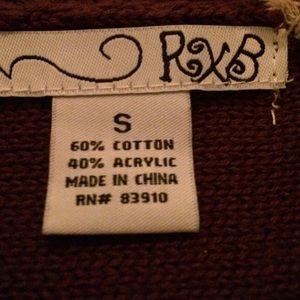 RXB
S
60% COTTON
40% ACRYLIC
MADE IN CHINA
RN# 83910